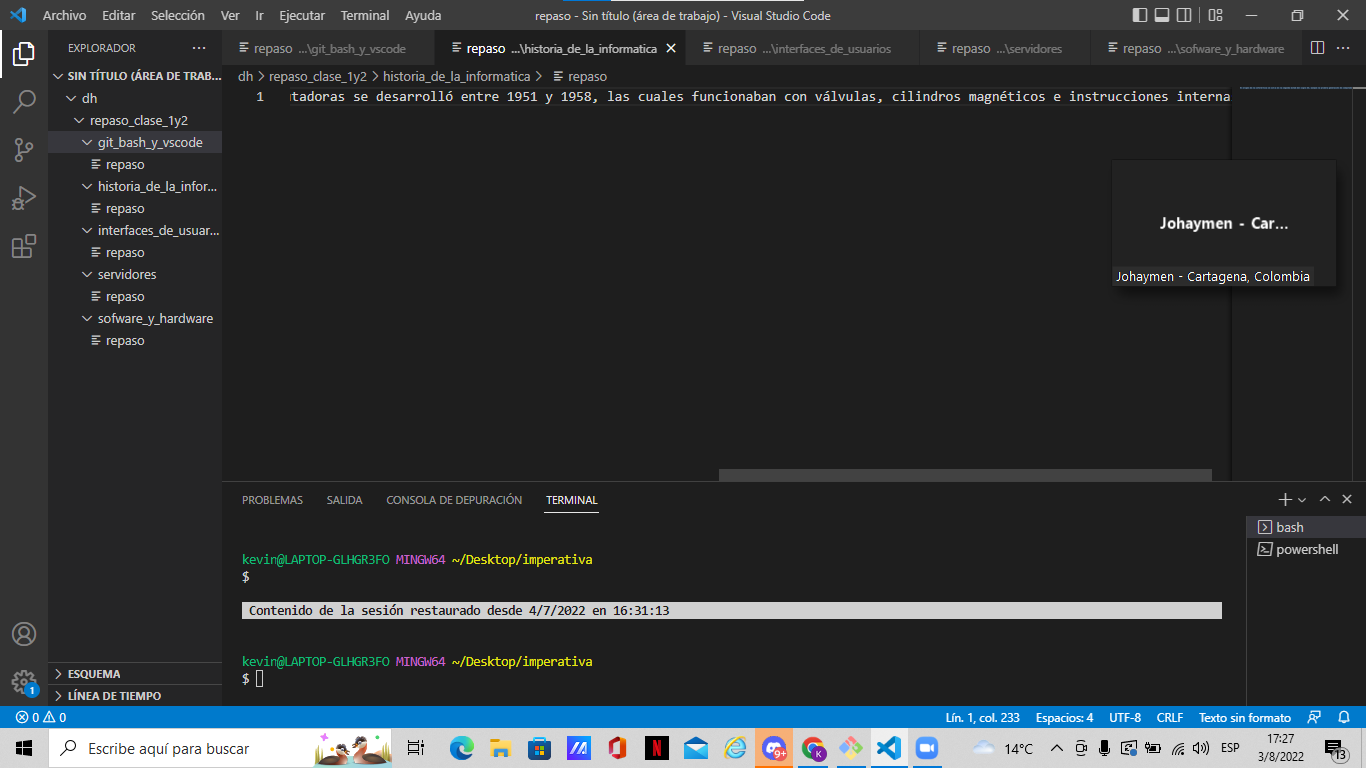 Archivo Editar Selección Ver Ir Ejecutar Terminal Ayuda repaso - Sin título (área de trabajo) - Visual Studio Code
EXPLORADOR ...
SIN TÍTULO (ÁREA DE TRAB...
dh
repaso_clase_1y2
git_bash_y_vscode
repaso
historia_de_la_infor...
repaso
interfaces_de_usuar...
repaso
servidores
repaso
sofware_y_hardware
repaso
ESQUEMA
LÍNEA DE TIEMPO
repaso ...\git_bash_y_vscode repaso ...\historia_de_la_informatica repaso ...\interfaces_de_usuarios repaso ...\servidores repaso ...\sofware_y_hardware
dh > repaso_clase_1y2 > historia_de_la_informatica > repaso
1 utadoras se desarrolló entre 1951 y 1958, las cuales funcionaban con válvulas, cilindros magnéticos e instrucciones interna
Johaymen - Car...
Johaymen - Cartagena, Colombia
PROBLEMAS SALIDA CONSOLA DE DEPURACIÓN TERMINAL
kevin@LAPTOP-GLHGR3FO MINGW64 ~/Desktop/imperativa
$
Contenido de la sesión restaurado desde 4/7/2022 en 16:31:13
kevin@LAPTOP-GLHGR3FO MINGW64 ~/Desktop/imperativa
$
bash
powershell
1
0 0 Lín. 1, col. 233 Espacios: 4 UTF-8 CRLF Texto sin formato
Escribe aquí para buscar
9+
K
N
14°C
ESP
17:27
3/8/2022
13